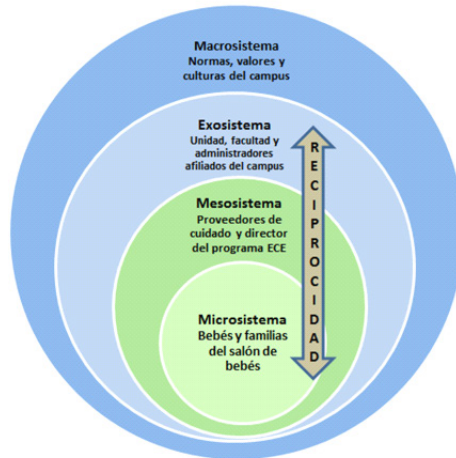 Macrosistema
Normas, valores y
culturas del campus
Exosistema
Unidad, facultad y
administradores
afiliados del campus
Mesosistema
Proveedores de
cuidado y director
del programa ECE
Microsistema
Bebés y familias
del salón de
bebés
RECIPROCIDAD